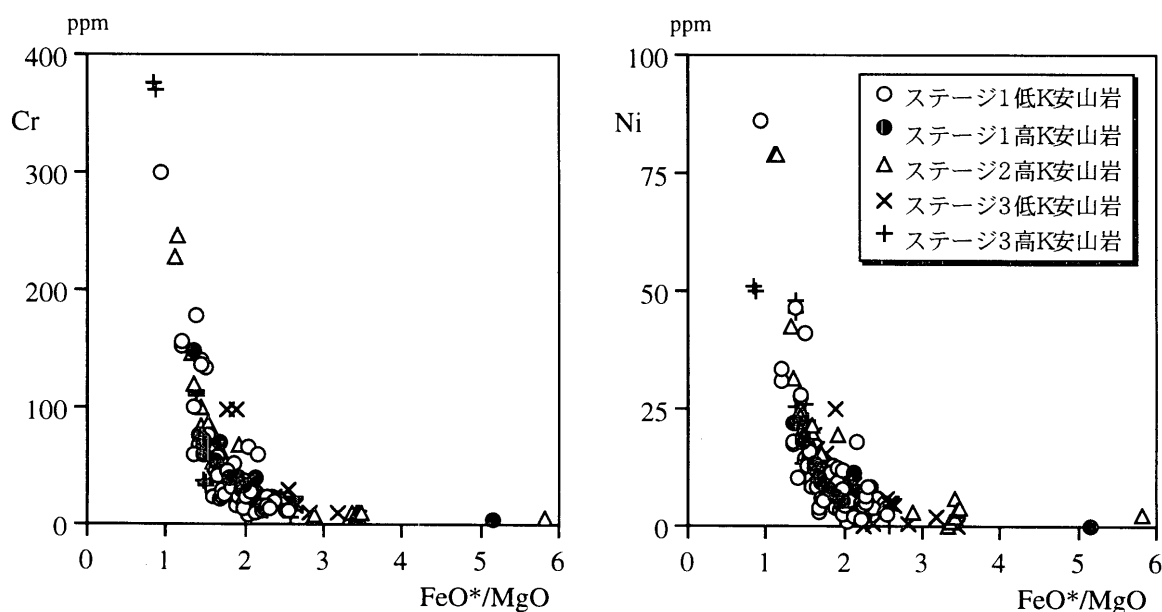 ppm
400
300
200
100
0
Cr
0 1 2 3 4 5 6
FeO*/MgO
ppm
100
75
50
25
0
Ni
0 1 2 3 4 5 6
FeO*/MgO
ステージ1低K安山岩
ステージ1高K安山岩
ステージ2高K安山岩
ステージ3低K安山岩
ステージ3高K安山岩